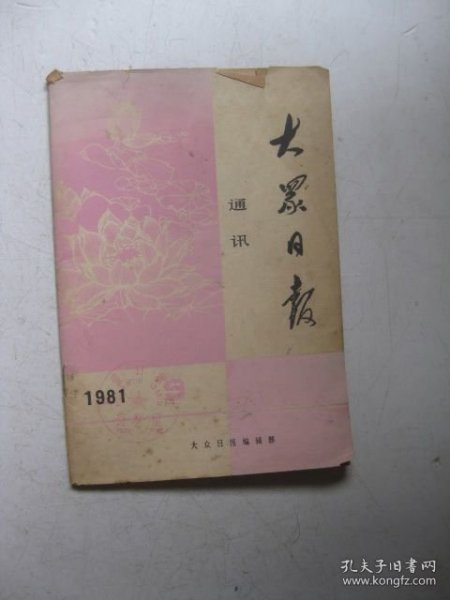 大眾日報
通讯
1981
大众日报编辑部
孔夫子旧书网
www.kongfz.com